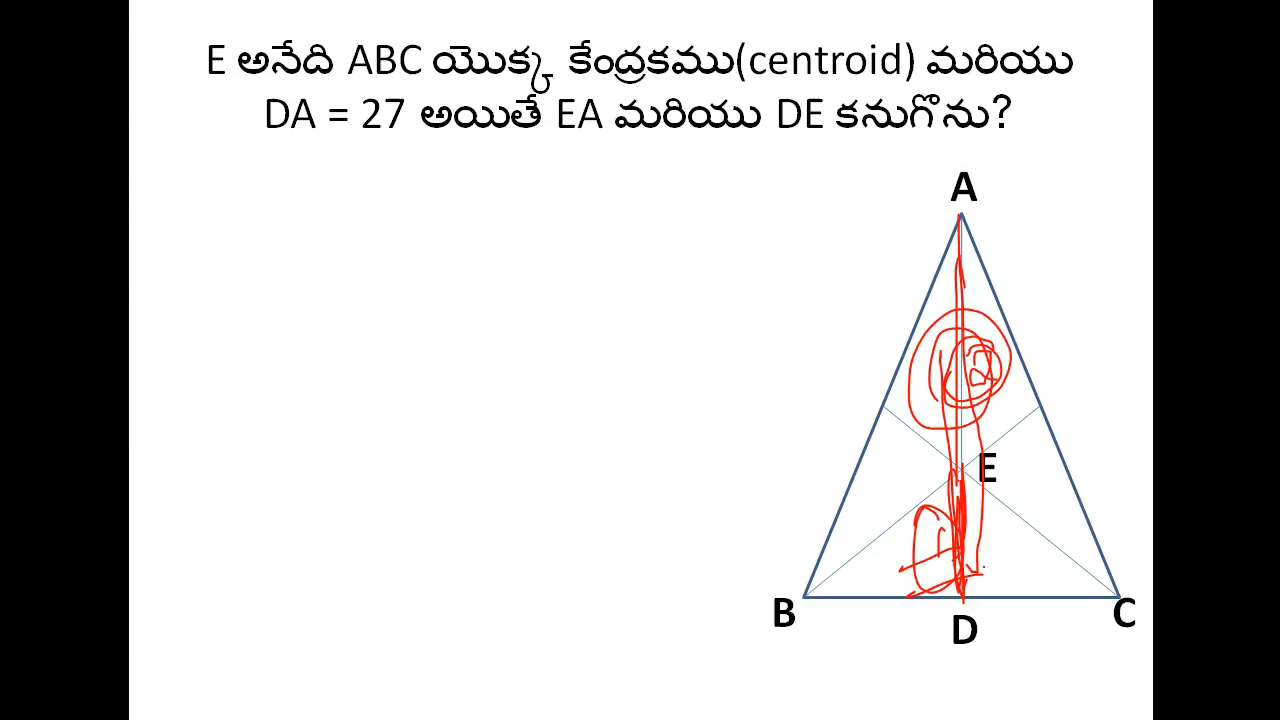 E అనేది ABC యొక్క కేంద్రకము(centroid) మరియు
DA = 27 అయితే EA మరియు DE కనుగొను?
A
E
B
D
C